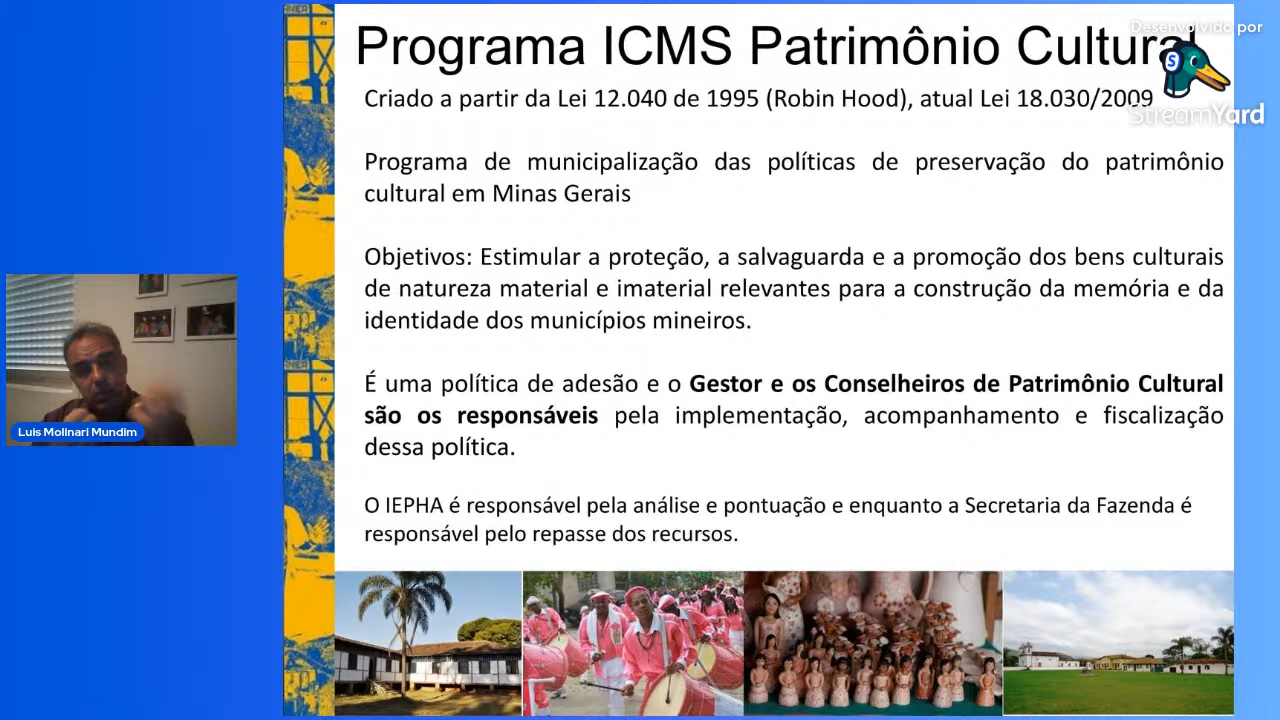 Programa ICMS Patrimônio Cultural
Desenvolvido por
StreamYard
Criado a partir da Lei 12.040 de 1995 (Robin Hood), atual Lei 18.030/2009
Programa de municipalização das políticas de preservação do patrimônio
cultural em Minas Gerais
Objetivos: Estimular a proteção, a salvaguarda e a promoção dos bens culturais
de natureza material e imaterial relevantes para a construção da memória e da
identidade dos municípios mineiros.
É uma política de adesão e o Gestor e os Conselheiros de Patrimônio Cultural
são os responsáveis pela implementação, acompanhamento e fiscalização
dessa política.
O IEPHA é responsável pela análise e pontuação e enquanto a Secretaria da Fazenda é
responsável pelo repasse dos recursos.
Luis Molinari Mundim